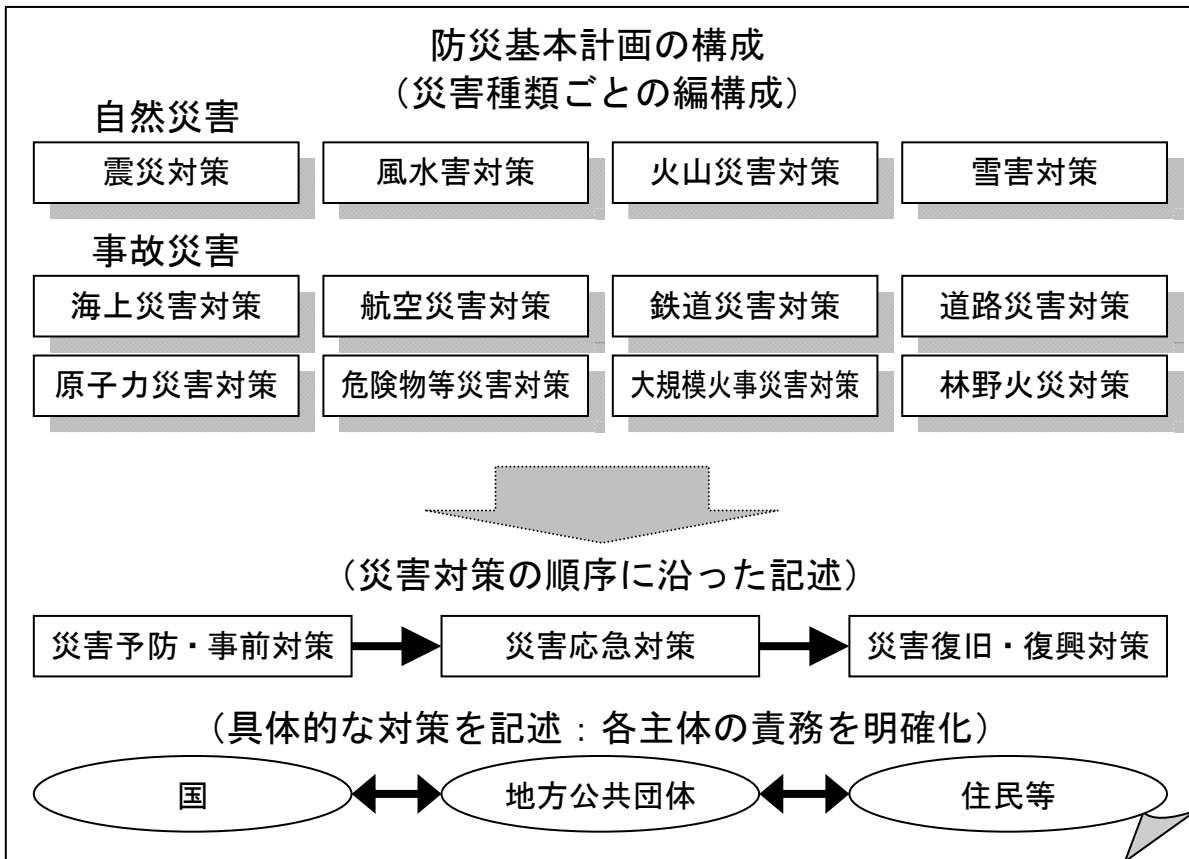 防災基本計画の構成
（災害種類ごとの編構成）
自然災害
震災対策 風水害対策 火山災害対策 雪害対策
事故災害
海上災害対策 航空災害対策 鉄道災害対策 道路災害対策
原子力災害対策 危険物等災害対策 大規模火事災害対策 林野火災対策
（災害対策の順序に沿った記述）
災害予防・事前対策 災害応急対策 災害復旧・復興対策
（具体的な対策を記述：各主体の責務を明確化）
国 地方公共団体 住民等